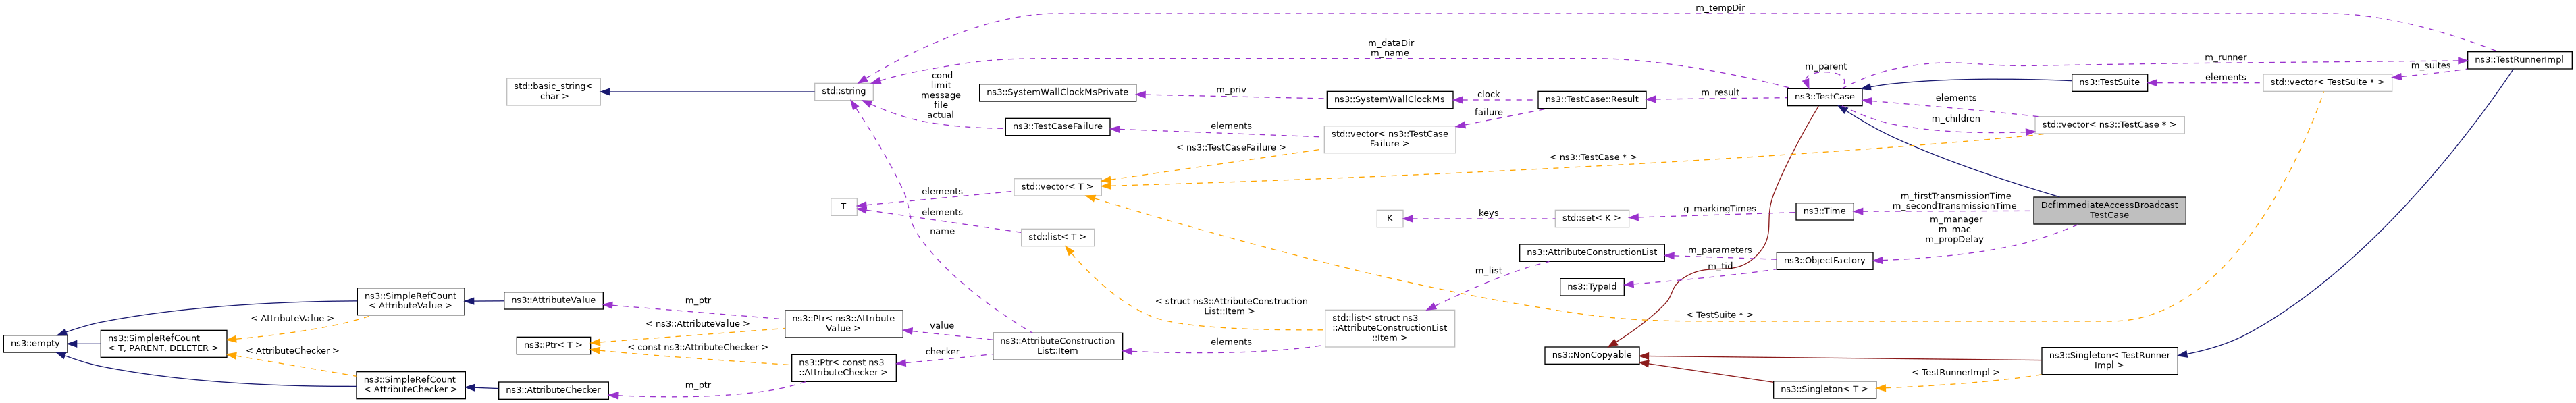 m_tempDir
m_dataDir
m_name
m_runner
ns3::TestRunnerImpl
m_suites
m_parent
elements
std::vector< TestSuite * >
ns3::TestSuite
std::basic_string<
char >
std::string
cond
limit
message
file
actual
ns3::SystemWallClockMsPrivate
m_priv
ns3::SystemWallClockMs
clock
ns3::TestCase::Result
m_result
ns3::TestCase
failure
elements
m_children
std::vector< ns3::TestCase * >
ns3::TestCaseFailure
elements
std::vector< ns3::TestCase
Failure >
< ns3::TestCaseFailure >
< ns3::TestCase * >
std::vector< T >
elements
T
elements
name
std::list< T >
K
keys
std::set< K >
g_markingTimes
ns3::Time
m_firstTransmissionTime
m_secondTransmissionTime
DcfImmediateAccessBroadcast
TestCase
m_manager
m_mac
m_propDelay
ns3::AttributeConstructionList
m_parameters
ns3::ObjectFactory
m_tid
ns3::TypeId
m_list
< struct ns3::AttributeConstruction
List::Item >
std::list< struct ns3
::AttributeConstructionList
::Item >
elements
< TestSuite * >
ns3::SimpleRefCount
< AttributeValue >
ns3::AttributeValue
m_ptr
< AttributeValue >
< ns3::AttributeValue >
ns3::Ptr< ns3::Attribute
Value >
value
ns3::empty
ns3::SimpleRefCount
< T, PARENT, DELETER >
ns3::Ptr< T >
ns3::AttributeConstruction
List::Item
< AttributeChecker >
< const ns3::AttributeChecker >
checker
ns3::Ptr< const ns3
::AttributeChecker >
ns3::SimpleRefCount
< AttributeChecker >
ns3::AttributeChecker
m_ptr
ns3::NonCopyable
ns3::Singleton< TestRunner
Impl >
< TestRunnerImpl >
ns3::Singleton< T >